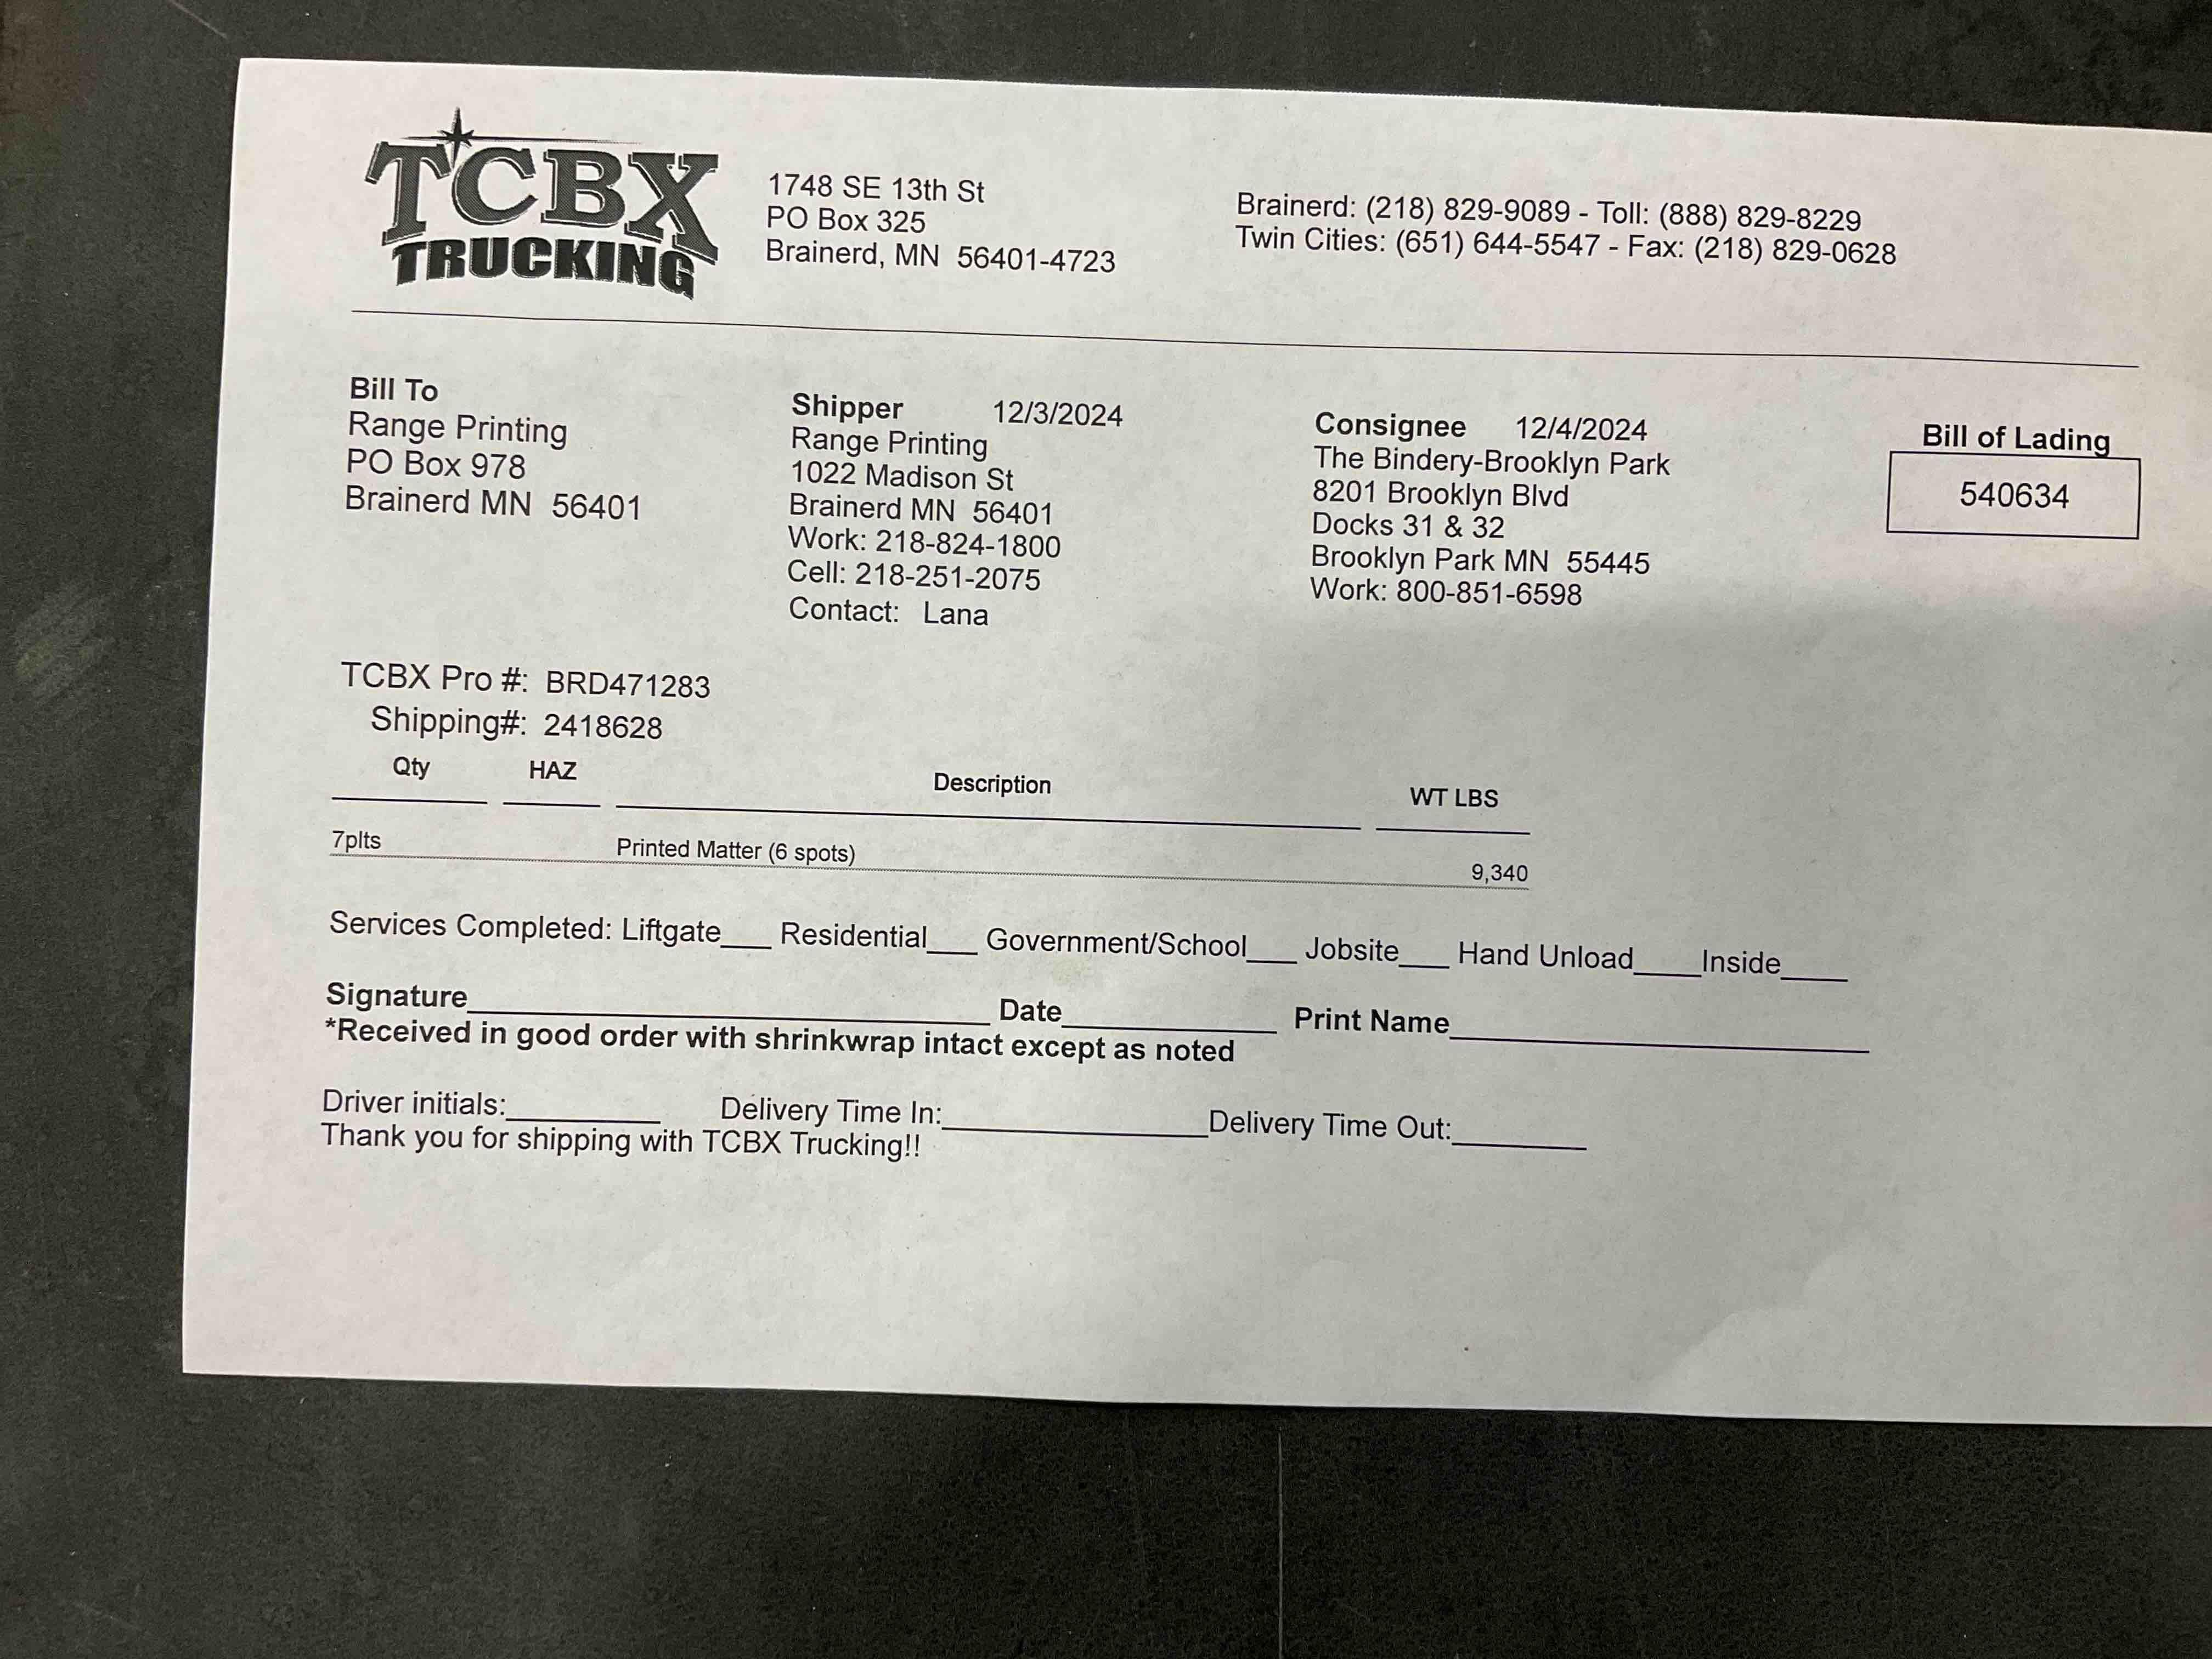 TCBX
TRUCKING
1748 SE 13th St
PO Box 325
Brainerd, MN 56401-4723
Brainerd: (218) 829-9089 - Toll: (888) 829-8229
Twin Cities: (651) 644-5547 - Fax: (218) 829-0628
Bill To
Range Printing
PO Box 978
Brainerd MN 56401
Shipper 12/3/2024
Range Printing
1022 Madison St
Brainerd MN 56401
Work: 218-824-1800
Cell: 218-251-2075
Contact: Lana
Consignee 12/4/2024
The Bindery-Brooklyn Park
8201 Brooklyn Blvd
Docks 31 & 32
Brooklyn Park MN 55445
Work: 800-851-6598
Bill of Lading
540634
TCBX Pro #: BRD471283
Shipping#: 2418628
Qty HAZ Description WT LBS
7plts Printed Matter (6 spots) 9,340
Services Completed: Liftgate___ Residential___ Government/School___ Jobsite___ Hand Unload____Inside____
Signature_______________ Date_______ Print Name_______________
*Received in good order with shrinkwrap intact except as noted
Driver initials:_________ Delivery Time In:_______________Delivery Time Out:________
Thank you for shipping with TCBX Trucking!!